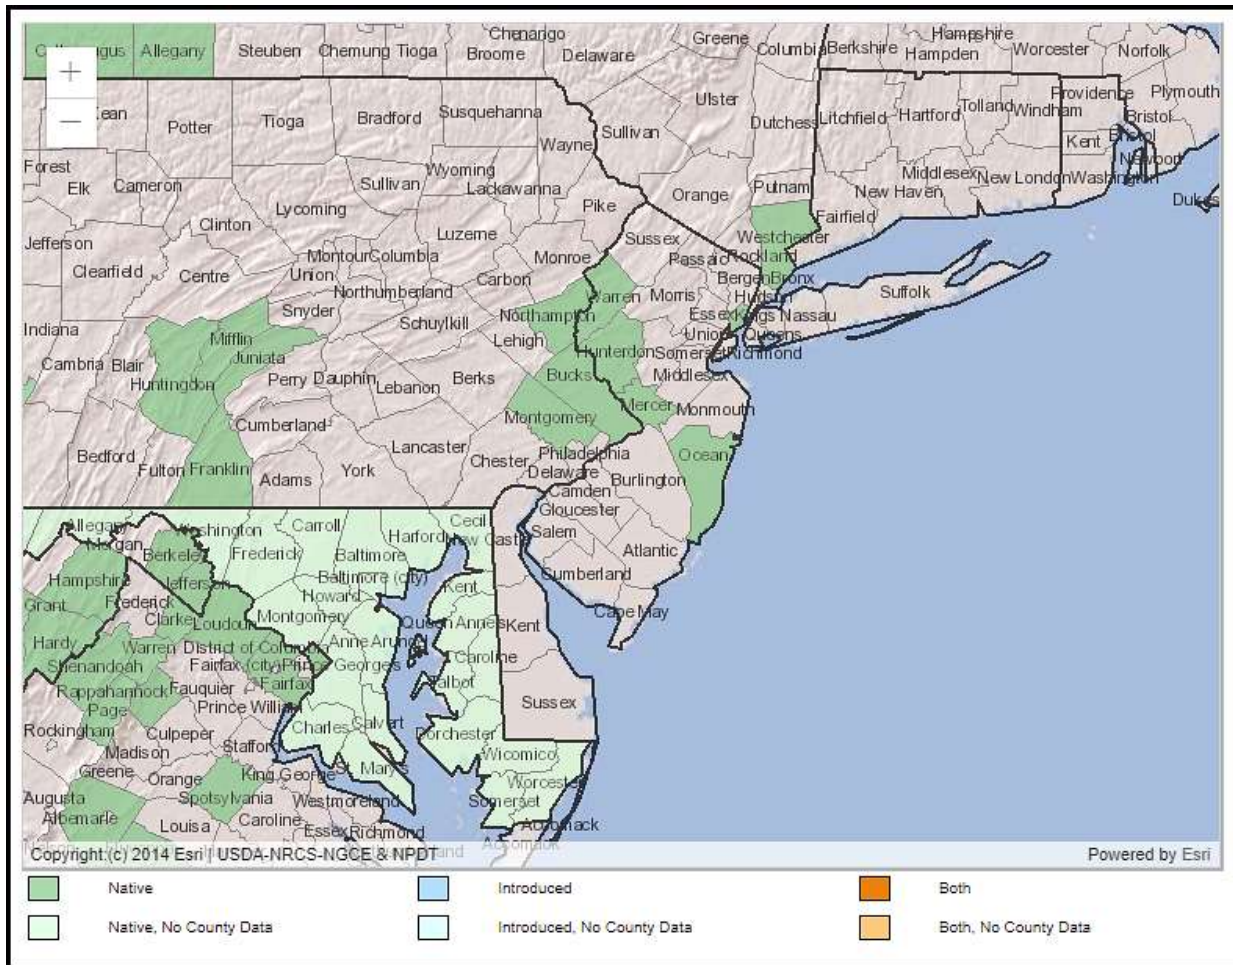 Chenango
Greene
Hampshire
Allegany Steuben Chemung Tioga Broome Delaware Columbia Berkshire Hampden Worcester Norfolk
+
−
Potter Tioga Bradford Susquehanna Ulster Dutchess Litchfield Hartford Tolland Windham Providence Plymouth
Sullivan Kent Bristol
Bristol
Wayne
Forest Wyoming Newport
Elk Cameron Sullivan Lackawanna Middlesex New London Washington
Putnam New Haven
Orange Dukes
Lycoming Pike
Clinton Fairfield
Luzerne Sussex Westchester
Jefferson Montour Columbia Monroe Passaic Rockland
Clearfield Centre Union Carbon Bergen Bronx
Northumberland Warren Morris Hudson Suffolk
Snyder Northampton Essex Kings Nassau
Indiana Schuylkill Union Queens
Mifflin Lehigh Hunterdon Somerset Richmond
Juniata
Cambria Blair Bucks Middlesex
Huntingdon Perry Dauphin Lebanon Berks
Mercer Monmouth
Montgomery
Cumberland
Lancaster
Bedford Philadelphia Ocean
Fulton Franklin Adams York Chester Delaware Burlington
Camden
Gloucester
Allegany Washington Carroll Cecil
Harford Salem
Morgan New Castle
Berkeley Frederick Baltimore Atlantic
Hampshire Jefferson Baltimore (city) Cumberland
Howard Kent
Grant Frederick
Clarke Loudoun Montgomery Cape May
Queen Anne's Kent
Hardy Warren District of Columbia Anne Arundel
Shenandoah Fairfax (city) Prince George's Caroline
Rappahannock Fauquier Fairfax Talbot
Page Prince William Sussex
Rockingham Charles Calvert
Culpeper Dorchester
Madison Stafford Wicomico
Greene Orange King George St. Mary's
Worcester
Augusta Spotsylvania Westmoreland Somerset
Albemarle Louisa Caroline
Essex Richmond Accomack
Accomack
Copyright:(c) 2014 Esri | USDA-NRCS-NGCE & NPDT Powered by Esri
Native Introduced Both
Native, No County Data Introduced, No County Data Both, No County Data